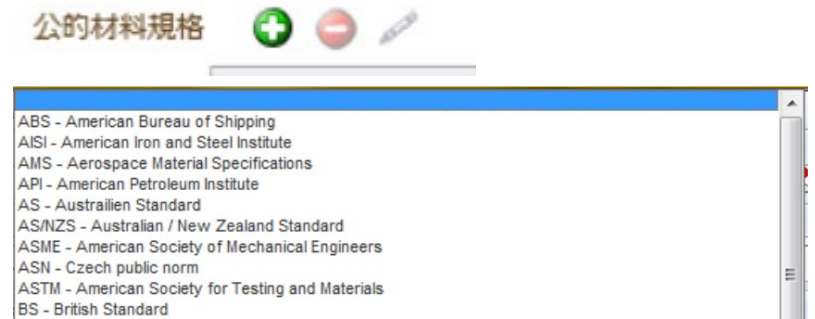 公的材料規格
ABS - American Bureau of Shipping
AISI - American Iron and Steel Institute
AMS - Aerospace Material Specifications
API - American Petroleum Institute
AS - Austrailien Standard
AS/NZS - Australian / New Zealand Standard
ASME - American Society of Mechanical Engineers
ASN - Czech public norm
ASTM - American Society for Testing and Materials
BS - British Standard